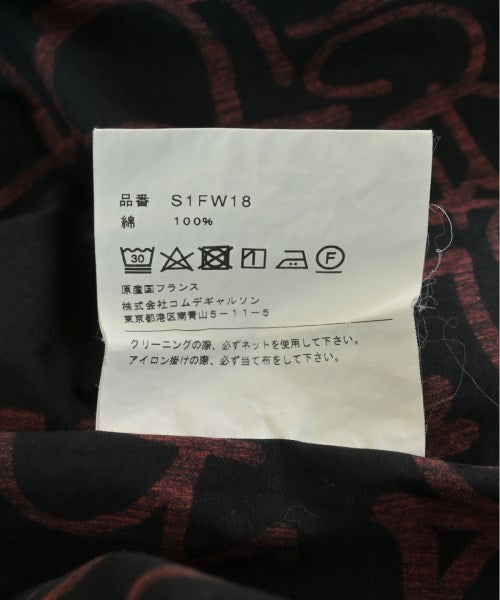 品番 S1FW18
綿 100%
30 F
原産国フランス
株式会社コムデギャルソン
東京都港区南青山5-11-5
クリーニングの際、必ずネットを使用して下さい。
アイロン掛けの際、必ず当て布をして下さい。